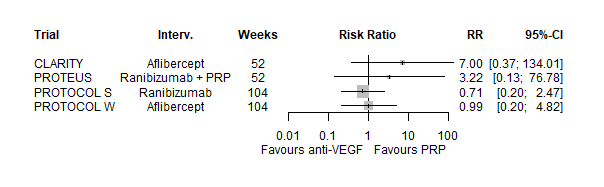 Trial Interv. Weeks Risk Ratio RR 95%-CI
CLARITY Aflibercept 52 7.00 [0.37; 134.01]
PROTEUS Ranibizumab + PRP 52 3.22 [0.13; 76.78]
PROTOCOL S Ranibizumab 104 0.71 [0.20; 2.47]
PROTOCOL W Aflibercept 104 0.99 [0.20; 4.82]
0.01 0.1 1 10 100
Favours anti-VEGF Favours PRP